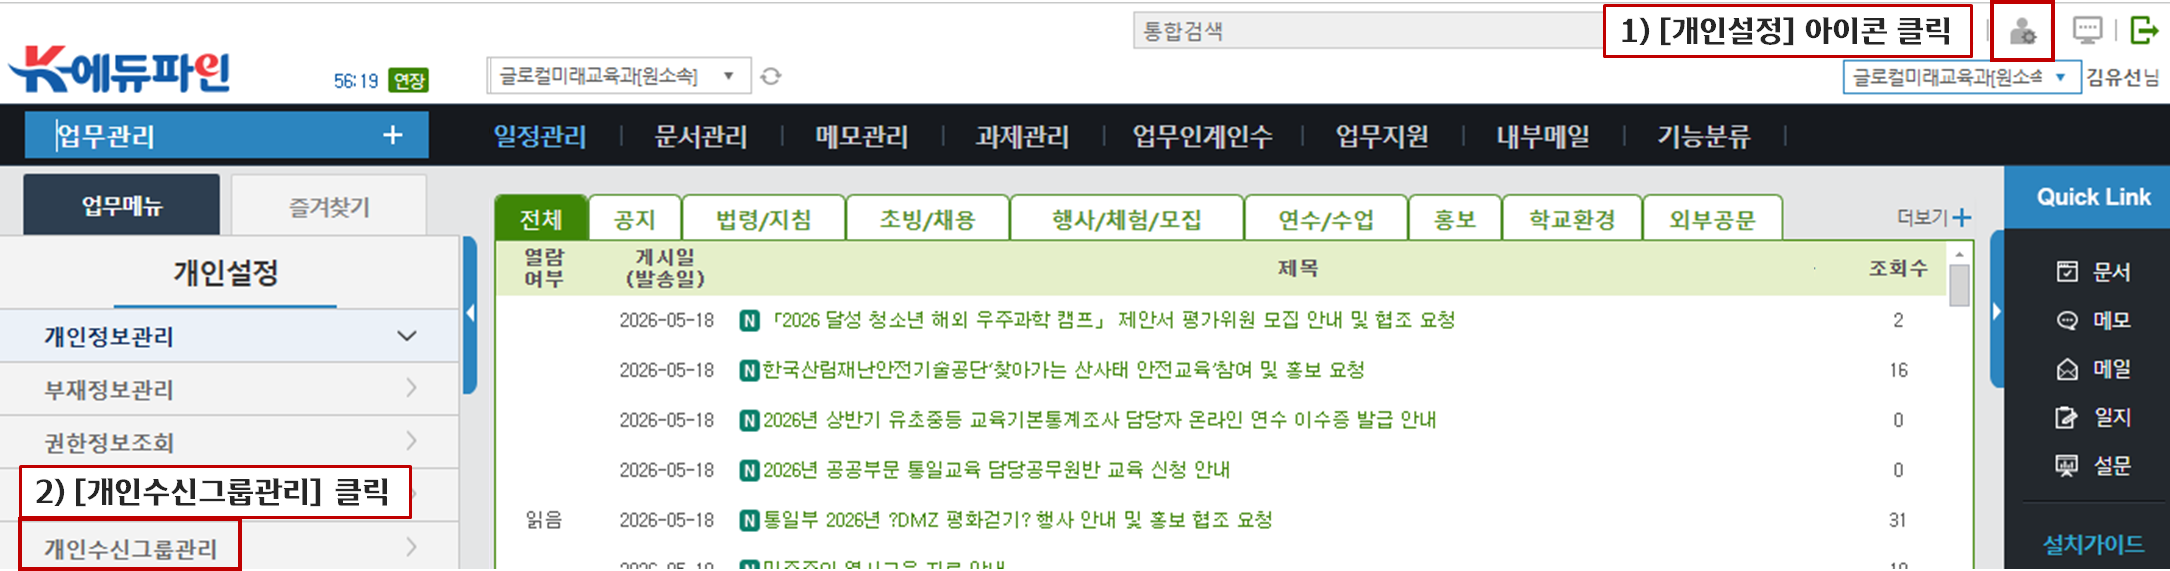 통합검색
1) [개인설정] 아이콘 클릭
K-에듀파인
56:19 연장
글로컬미래교육과[원소속]
글로컬미래교육과[원소속
김유선님
업무관리 +
일정관리 문서관리 메모관리 과제관리 업무인계인수 업무지원 내부메일 기능분류
업무메뉴 즐겨찾기
개인설정
개인정보관리
부재정보관리
권한정보조회
2) [개인수신그룹관리] 클릭
개인수신그룹관리
전체 공지 법령/지침 초빙/채용 행사/체험/모집 연수/수업 홍보 학교환경 외부공문 더보기+
열람 여부 게시일 (발송일) 제목 조회수
2026-05-18 N 「2026 달성 청소년 해외 우주과학 캠프」 제안서 평가위원 모집 안내 및 협조 요청 2
2026-05-18 N 한국산림재난안전기술공단'찾아가는 산사태 안전교육'참여 및 홍보 요청 16
2026-05-18 N 2026년 상반기 유초중등 교육기본통계조사 담당자 온라인 연수 이수증 발급 안내 0
2026-05-18 N 2026년 공공부문 통일교육 담당공무원반 교육 신청 안내 0
읽음 2026-05-18 N 통일부 2026년 ?DMZ 평화걷기? 행사 안내 및 홍보 협조 요청 31
Quick Link
문서
메모
메일
일지
설문
설치가이드